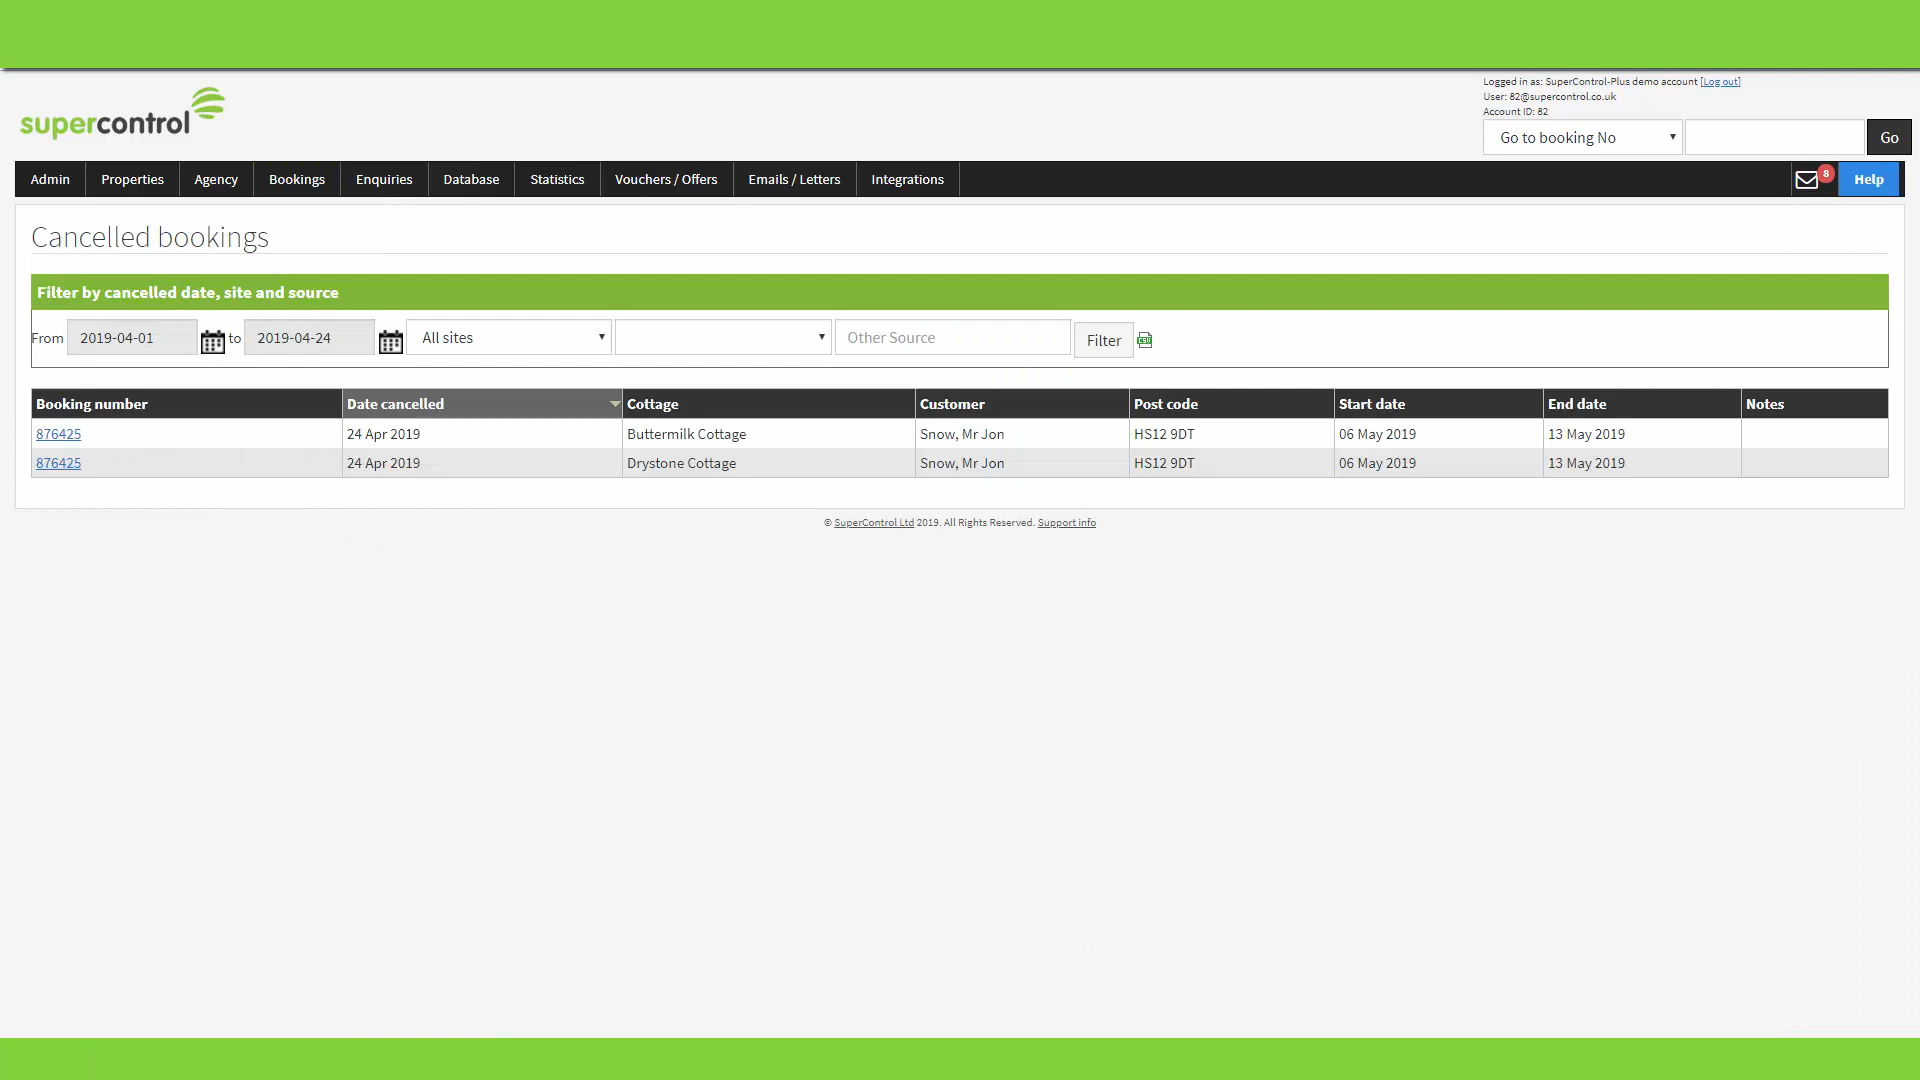 Logged in as: SuperControl-Plus demo account [Log out]
User: 82@supercontrol.co.uk
Account ID: 82
supercontrol
Go to booking No
Go
Admin Properties Agency Bookings Enquiries Database Statistics Vouchers / Offers Emails / Letters Integrations 8 Help
Cancelled bookings
Filter by cancelled date, site and source
From 2019-04-01 to 2019-04-24 All sites Other Source Filter CSV
Booking number Date cancelled Cottage Customer Post code Start date End date Notes
876425 24 Apr 2019 Buttermilk Cottage Snow, Mr Jon HS12 9DT 06 May 2019 13 May 2019
876425 24 Apr 2019 Drystone Cottage Snow, Mr Jon HS12 9DT 06 May 2019 13 May 2019
© SuperControl Ltd 2019. All Rights Reserved. Support info